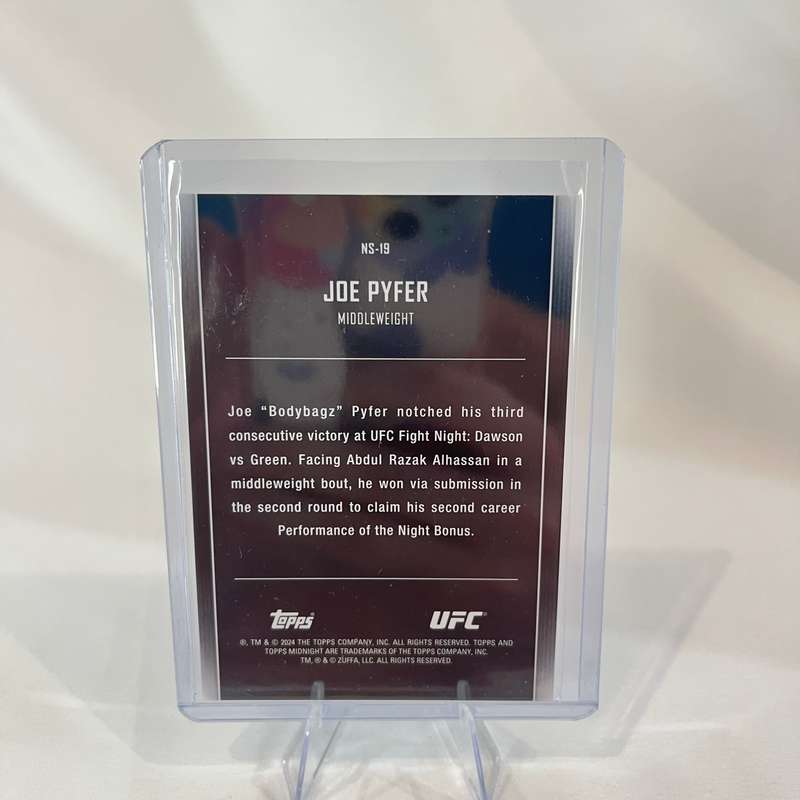 NS-19
JOE PYFER
MIDDLEWEIGHT
Joe “Bodybagz” Pyfer notched his third
consecutive victory at UFC Fight Night: Dawson
vs Green. Facing Abdul Razak Alhassan in a
middleweight bout, he won via submission in
the second round to claim his second career
Performance of the Night Bonus.
topps UFC
®, TM & © 2024 THE TOPPS COMPANY, INC. ALL RIGHTS RESERVED. TOPPS AND
TOPPS MIDNIGHT ARE TRADEMARKS OF THE TOPPS COMPANY, INC.
TM, ® & © ZUFFA, LLC. ALL RIGHTS RESERVED.